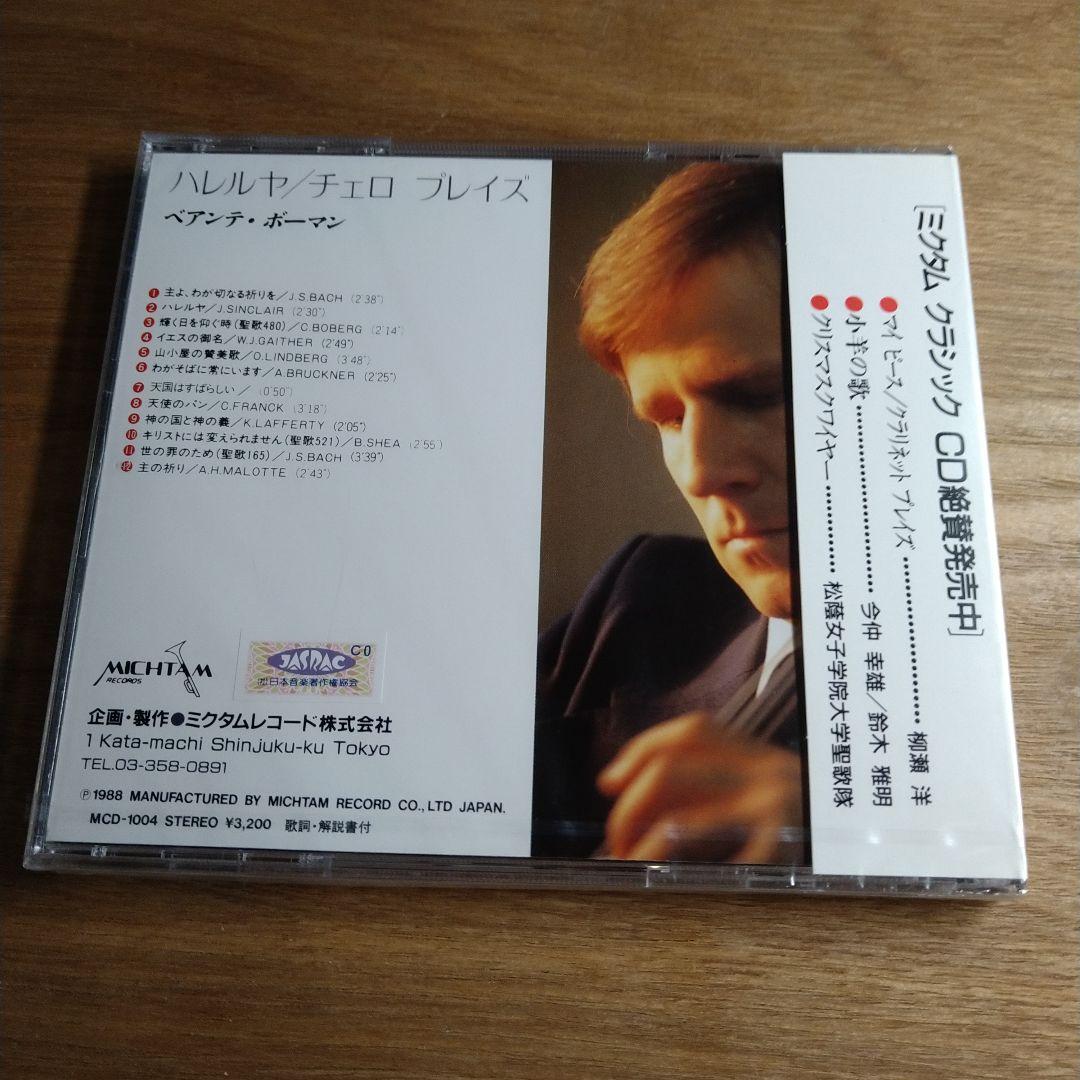 ハレルヤ/チェロ プレイズ
ベアンテ・ボーマン
1 主よ、わが切なる祈りを/J.S.BACH (2'38")
2 ハレルヤ/J.SINCLAIR (2'30")
3 輝く日を仰ぐ時(聖歌480)/C.BOBERG (2'14")
4 イエスの御名/W.J.GAITHER (2'49")
5 山小屋の賛美歌/O.LINDBERG (3'48")
6 わがそばに常にいます/A.BRUCKNER (2'25")
7 天国はすばらしい/ (0'50")
8 天使のパン/C.FRANCK (3'18")
9 神の国と神の義/K.LAFFERTY (2'05")
10 キリストには変えられません(聖歌521)/B.SHEA (2'55)
11 世の罪のため(聖歌165)/J.S.BACH (3'39")
12 主の祈り/A.H.MALOTTE (2'43")
MICHTAM
RECORDS
C0
JASRAC
(社)日本音楽著作権協会
企画・製作●ミクタムレコード株式会社
1 Kata-machi Shinjuku-ku Tokyo
TEL.03-358-0891
Ⓟ1988 MANUFACTURED BY MICHTAM RECORD CO., LTD JAPAN.
MCD-1004 STEREO ¥3,200 歌詞・解説書付
[ミクタム クラシック CD絶賛発売中]
●マイ ピース/クラリネット プレイズ……………柳瀬 洋
●小羊の歌……………今仲 幸雄/鈴木 雅明
●クリスマスクワイヤー…………松蔭女子学院大学聖歌隊